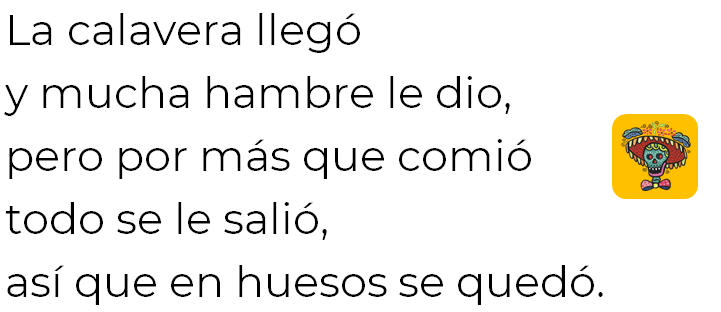 La calavera llegó
y mucha hambre le dio,
pero por más que comió
todo se le salió,
así que en huesos se quedó.